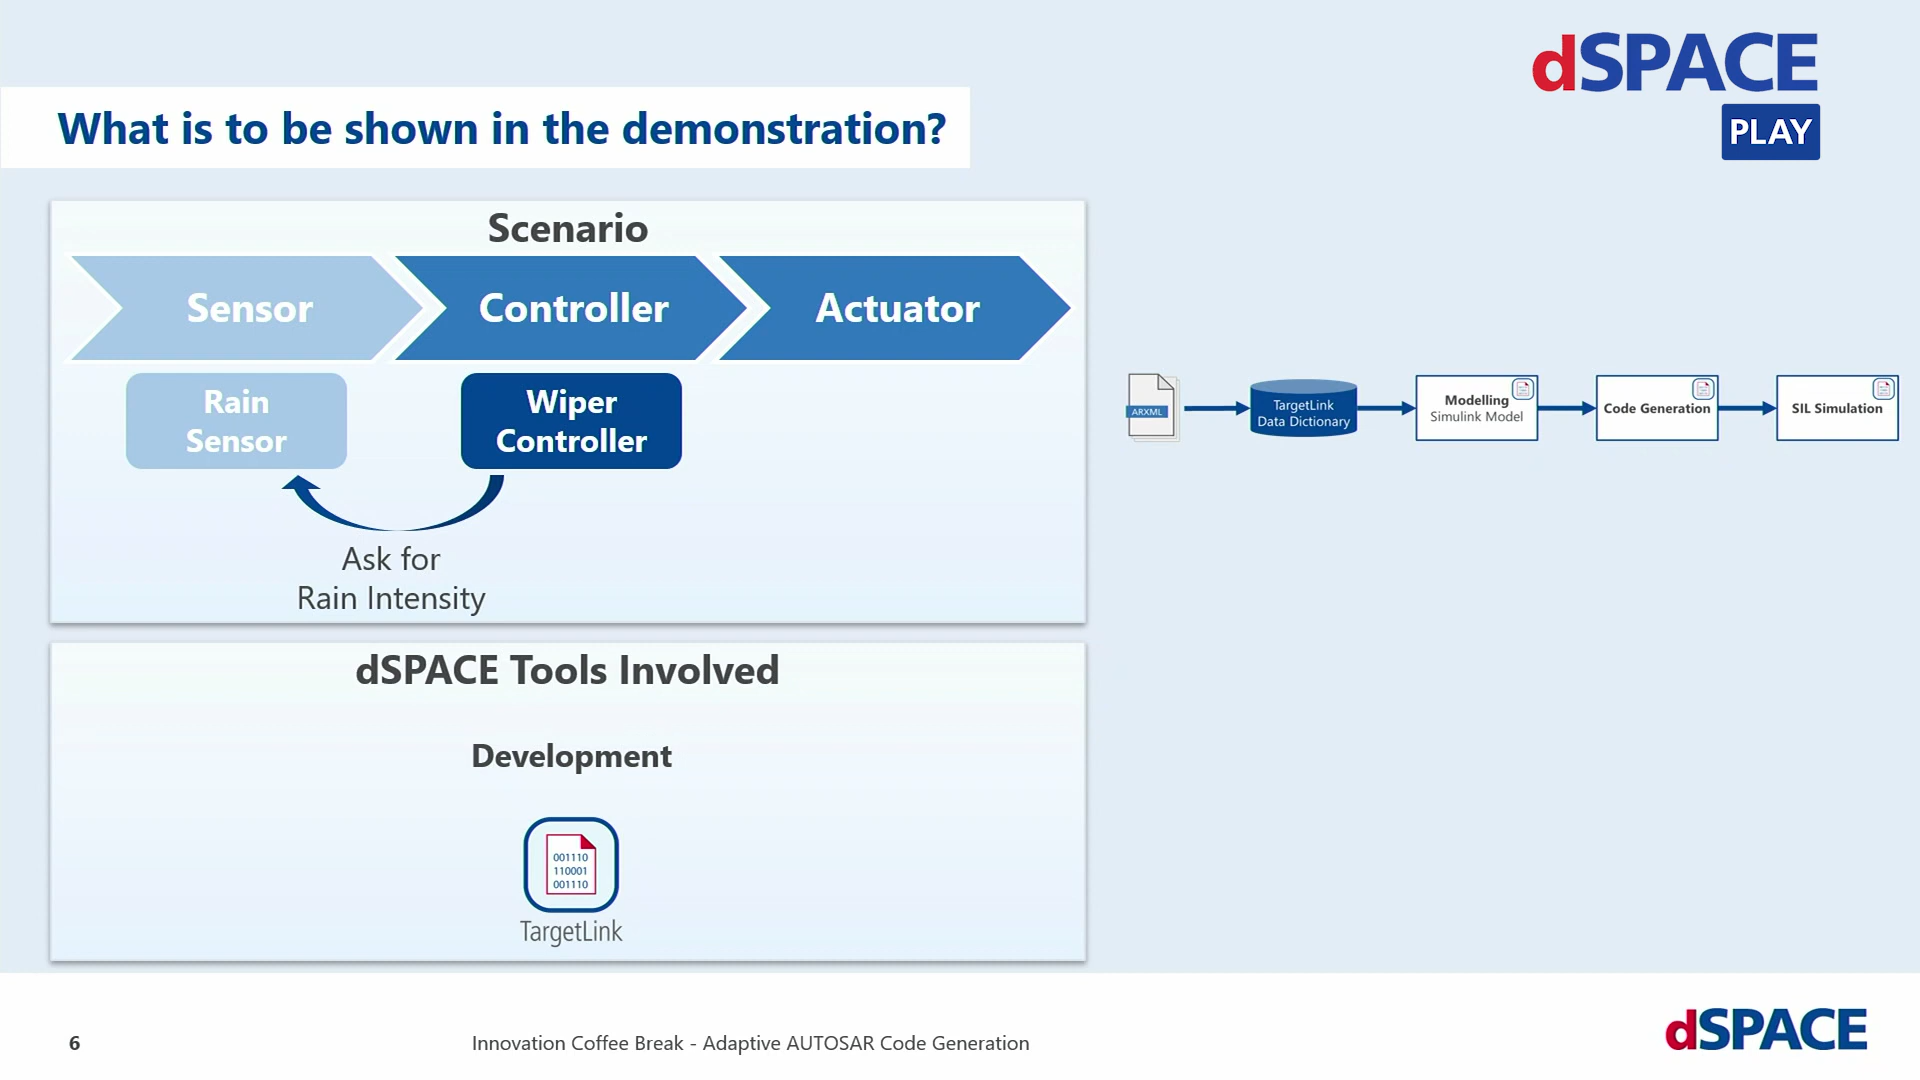 dSPACE
PLAY
What is to be shown in the demonstration?
Scenario
Sensor
Controller
Actuator
Rain
Sensor
Wiper
Controller
Ask for
Rain Intensity
ARXML
TargetLink
Data Dictionary
Modelling
Simulink Model
Code Generation
SIL Simulation
dSPACE Tools Involved
Development
001110
110001
001110
TargetLink
6
Innovation Coffee Break - Adaptive AUTOSAR Code Generation
dSPACE